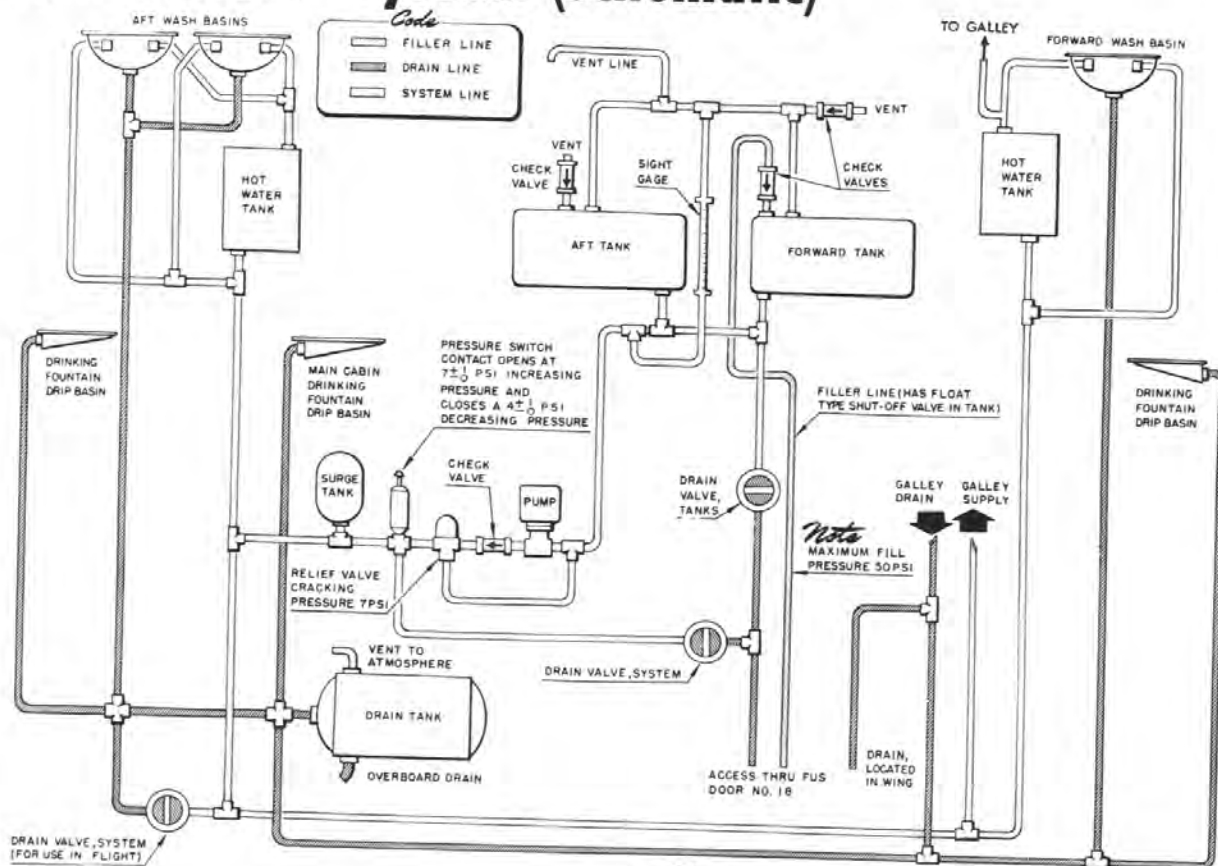 (
)
AFT WASH BASINS
Code
FILLER LINE
DRAIN LINE
SYSTEM LINE
VENT LINE
TO GALLEY
FORWARD WASH BASIN
HOT
WATER
TANK
VENT
CHECK
VALVE
SIGHT
GAGE
VENT
CHECK
VALVES
HOT
WATER
TANK
AFT TANK
FORWARD TANK
DRINKING
FOUNTAIN
DRIP BASIN
MAIN CABIN
DRINKING
FOUNTAIN
DRIP BASIN
PRESSURE SWITCH
CONTACT OPENS AT
7 ± 1/0 PSI INCREASING
PRESSURE AND
CLOSES A 4 ± 1/0 PSI
DECREASING PRESSURE
FILLER LINE (HAS FLOAT
TYPE SHUT-OFF VALVE IN TANK)
DRINKING
FOUNTAIN
DRIP BASIN
SURGE
TANK
CHECK
VALVE
PUMP
DRAIN
VALVE,
TANKS
GALLEY
DRAIN
GALLEY
SUPPLY
Note
MAXIMUM FILL
PRESSURE 50 PSI
RELIEF VALVE
CRACKING
PRESSURE 7PSI
VENT TO
ATMOSPHERE
DRAIN VALVE, SYSTEM
DRAIN TANK
OVERBOARD DRAIN
ACCESS THRU FUS
DOOR NO. 18
DRAIN,
LOCATED
IN WING
DRAIN VALVE, SYSTEM
(FOR USE IN FLIGHT)